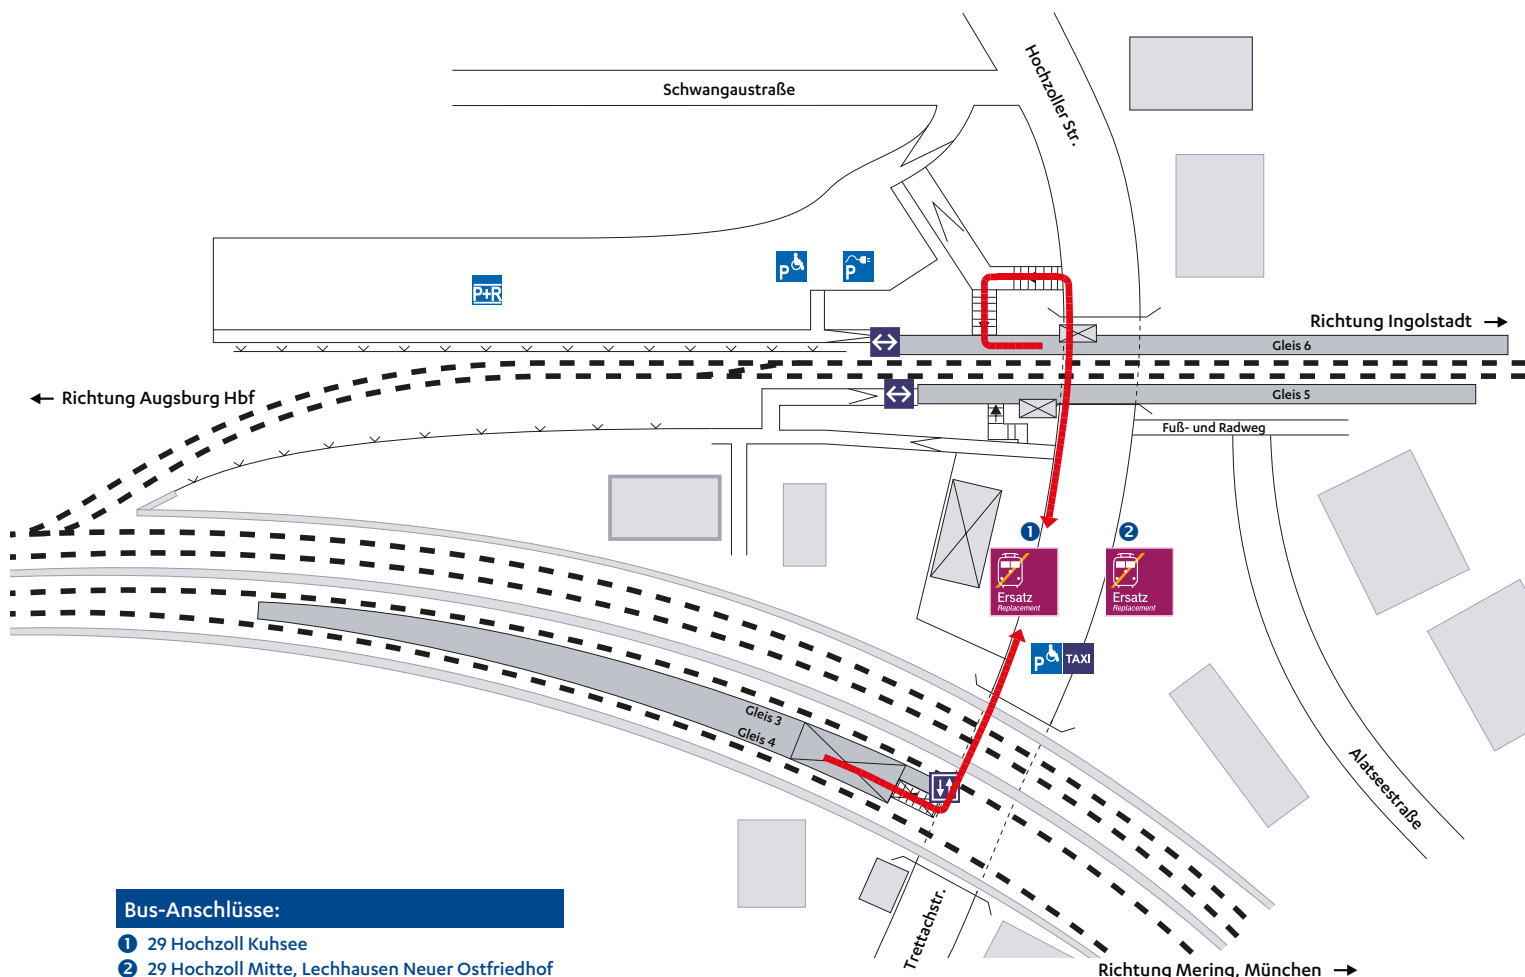 Hochzoller Str.
Schwangaustraße
P
P
P+R
Richtung Ingolstadt →
Gleis 6
← Richtung Augsburg Hbf
Gleis 5
Fuß- und Radweg
1
2
Ersatz
Replacement
Ersatz
Replacement
P
TAXI
Gleis 3
Gleis 4
Alatseestraße
Trettachstr.
Bus-Anschlüsse:
1 29 Hochzoll Kuhsee
2 29 Hochzoll Mitte, Lechhausen Neuer Ostfriedhof
Richtung Mering, München →